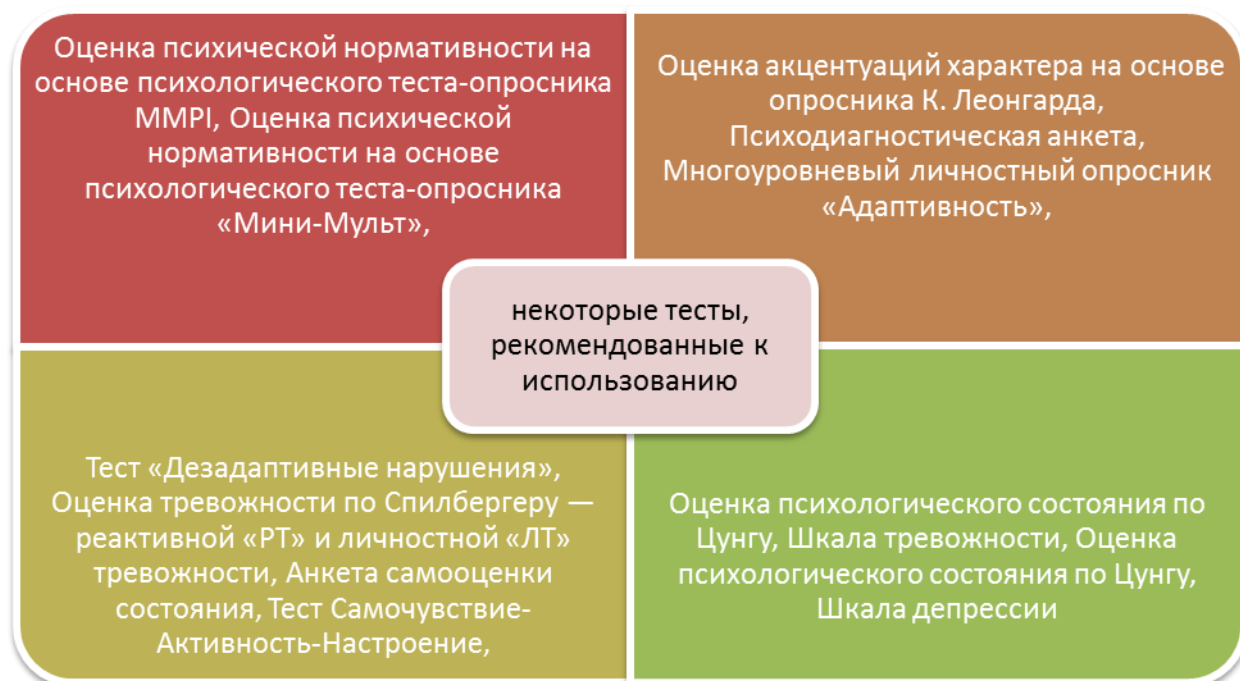 Оценка психической нормативности на
основе психологического теста-опросника
MMPI, Оценка психической
нормативности на основе
психологического теста-опросника
«Мини-Мульт»,
Оценка акцентуаций характера на основе
опросника К. Леонгарда,
Психодиагностическая анкета,
Многоуровневый личностный опросник
«Адаптивность»,
некоторые тесты,
рекомендованные к
использованию
Тест «Дезадаптивные нарушения»,
Оценка тревожности по Спилбергеру —
реактивной «РТ» и личностной «ЛТ»
тревожности, Анкета самооценки
состояния, Тест Самочувствие-
Активность-Настроение,
Оценка психологического состояния по
Цунгу, Шкала тревожности, Оценка
психологического состояния по Цунгу,
Шкала депрессии